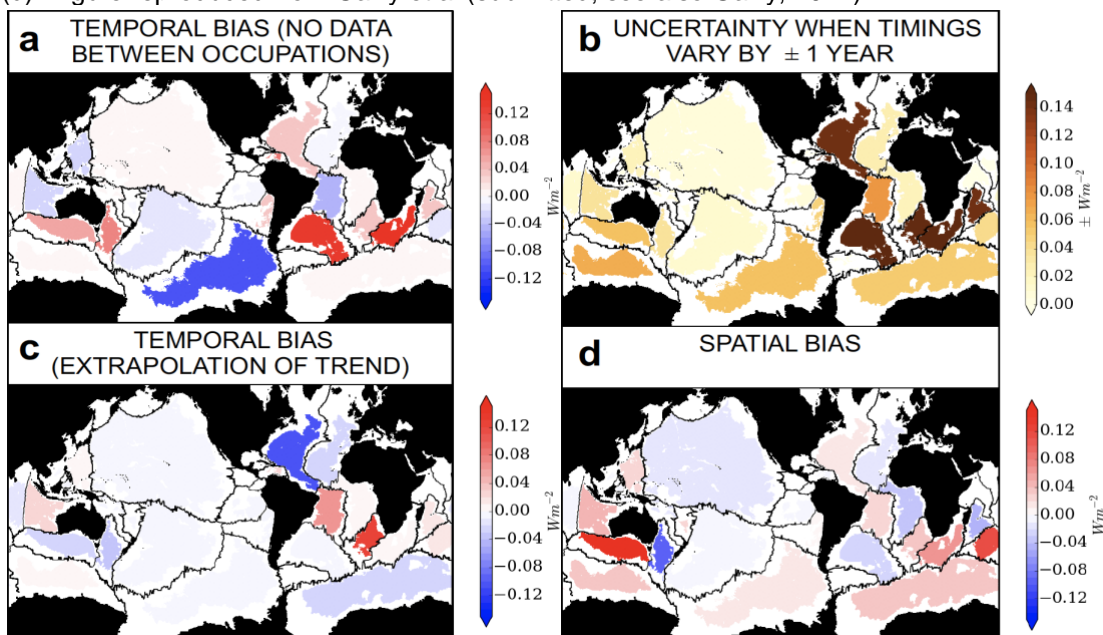 a TEMPORAL BIAS (NO DATA
BETWEEN OCCUPATIONS)
0.12
0.08
0.04
0.00
−0.04
−0.08
−0.12
Wm⁻²
b UNCERTAINTY WHEN TIMINGS
VARY BY ± 1 YEAR
0.14
0.12
0.10
0.08
0.06
0.04
0.02
0.00
± Wm⁻²
c TEMPORAL BIAS
(EXTRAPOLATION OF TREND)
0.12
0.08
0.04
0.00
−0.04
−0.08
−0.12
Wm⁻²
d SPATIAL BIAS
0.12
0.08
0.04
0.00
−0.04
−0.08
−0.12
Wm⁻²